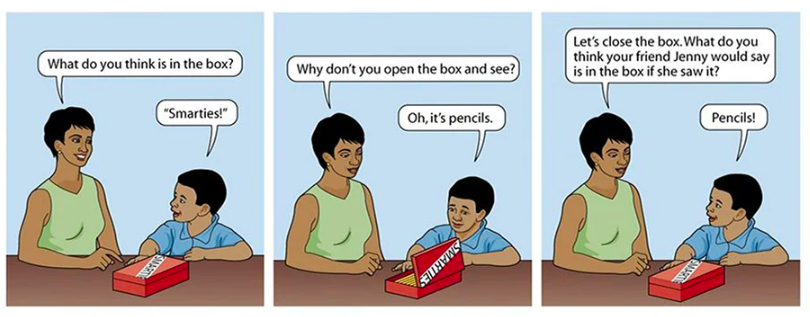 What do you think is in the box?
“Smarties!”
SMARTIES
Why don’t you open the box and see?
Oh, it’s pencils.
SMARTIES
Let’s close the box. What do you
think your friend Jenny would say
is in the box if she saw it?
Pencils!
SMARTIES